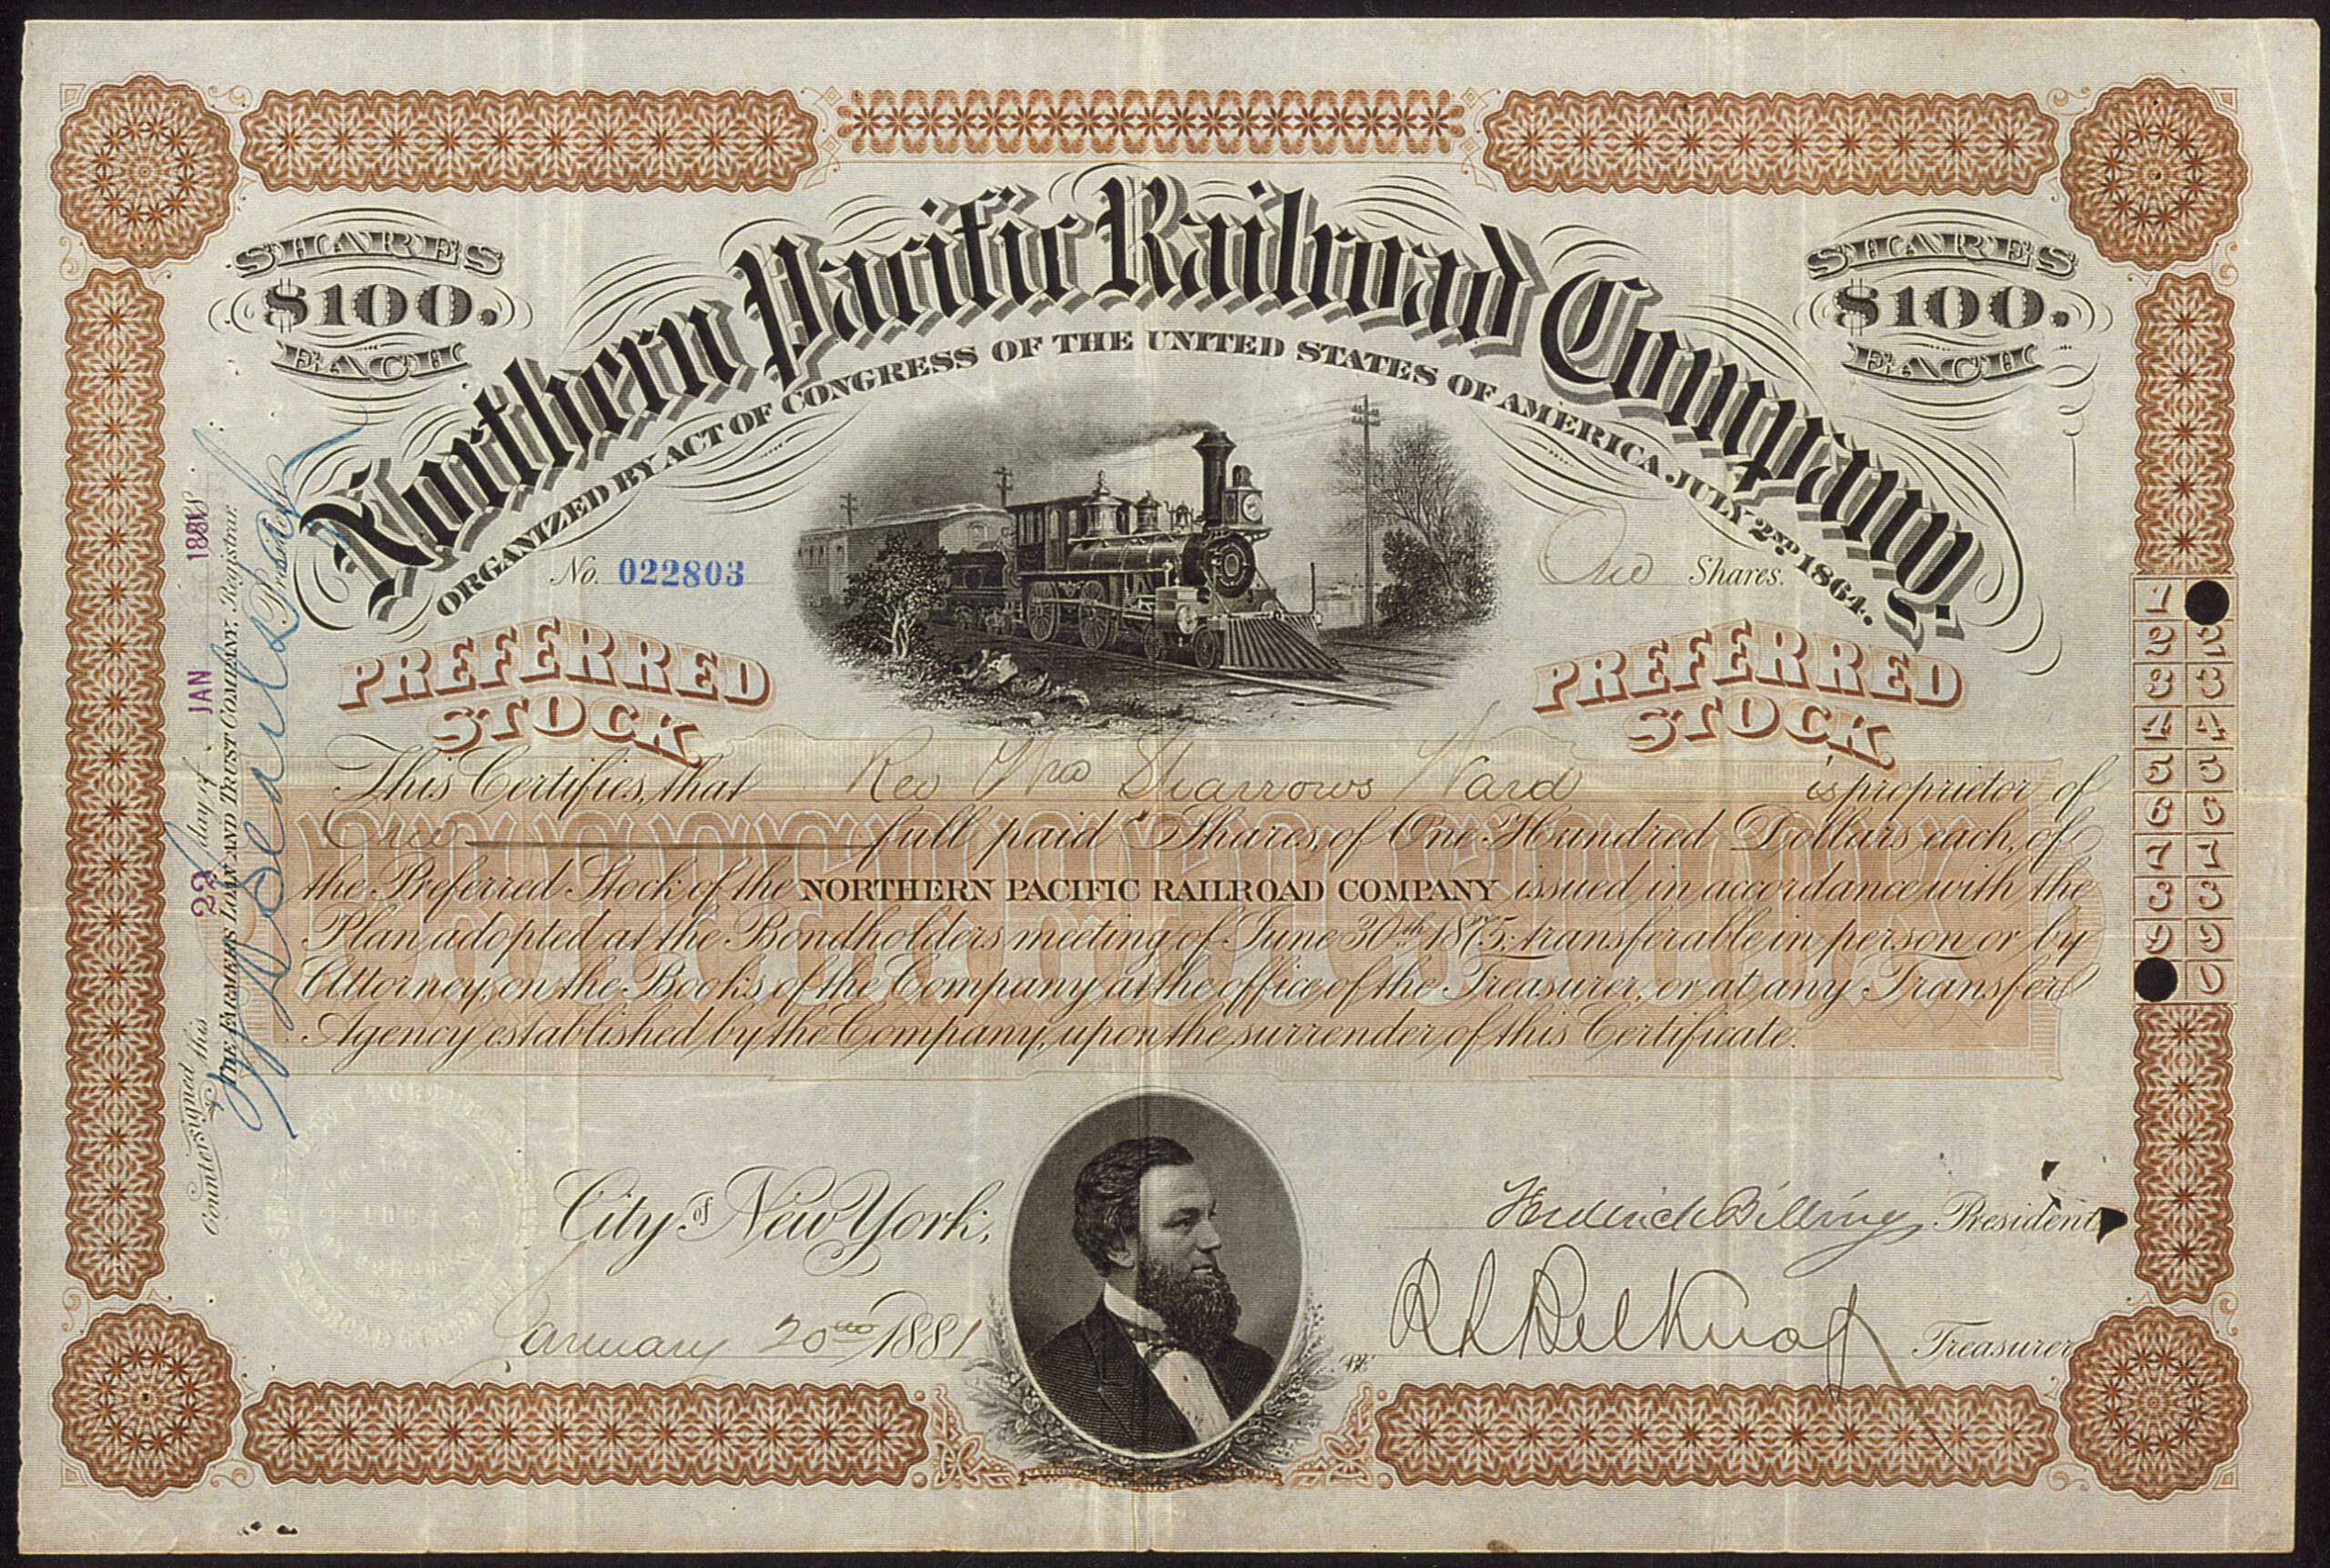 SHARES
$100.
EACH
Northern Pacific Railroad Company.
SHARES
$100.
EACH
ORGANIZED BY ACT OF CONGRESS OF THE UNITED STATES OF AMERICA, JULY 2ND 1864.
No. 022803
One Shares.
PREFERRED
STOCK
PREFERRED
STOCK
This Certifies, that Rev Thos Sharrows Ward is proprietor of
One full paid Shares, of One Hundred Dollars each, of
the Preferred Stock of the NORTHERN PACIFIC RAILROAD COMPANY issued in accordance with the
Plan adopted at the Bondholders meeting of June 30th 1875; transferable in person or by
Attorney, on the Books of the Company at the office of the Treasurer, or at any Transfer
Agency established by the Company, upon the surrender of this Certificate.
City of New York,
January 20 1881
Frederick Billings President
R L Belknap Treasurer
Countersigned this 22 day of JAN 1881
THE FARMERS LOAN AND TRUST COMPANY, Registrar.
1
2 2
3 3
4 4
5 5
6 6
7 7
8 8
9 9
0